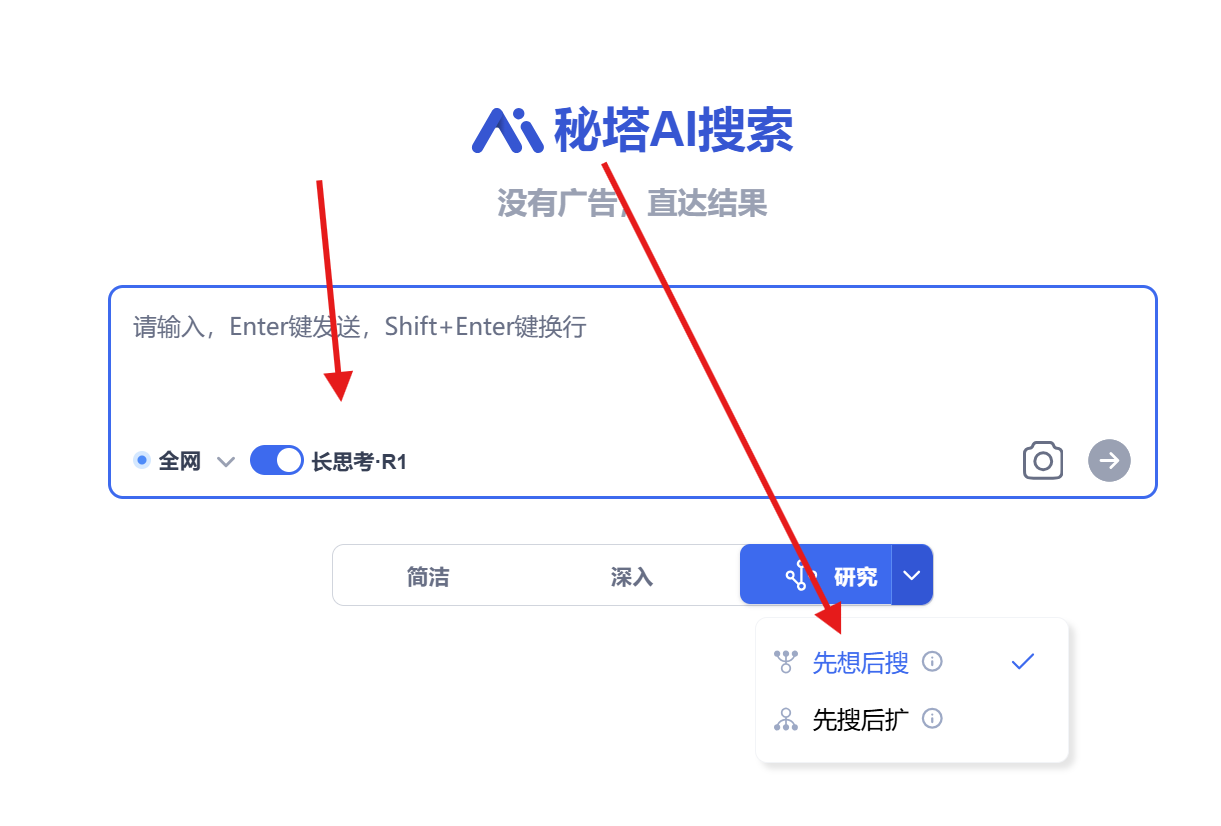 秘塔AI搜索
没有广告，直达结果
请输入，Enter键发送，Shift+Enter键换行
全网 长思考·R1
简洁 深入 研究
先想后搜
先搜后扩